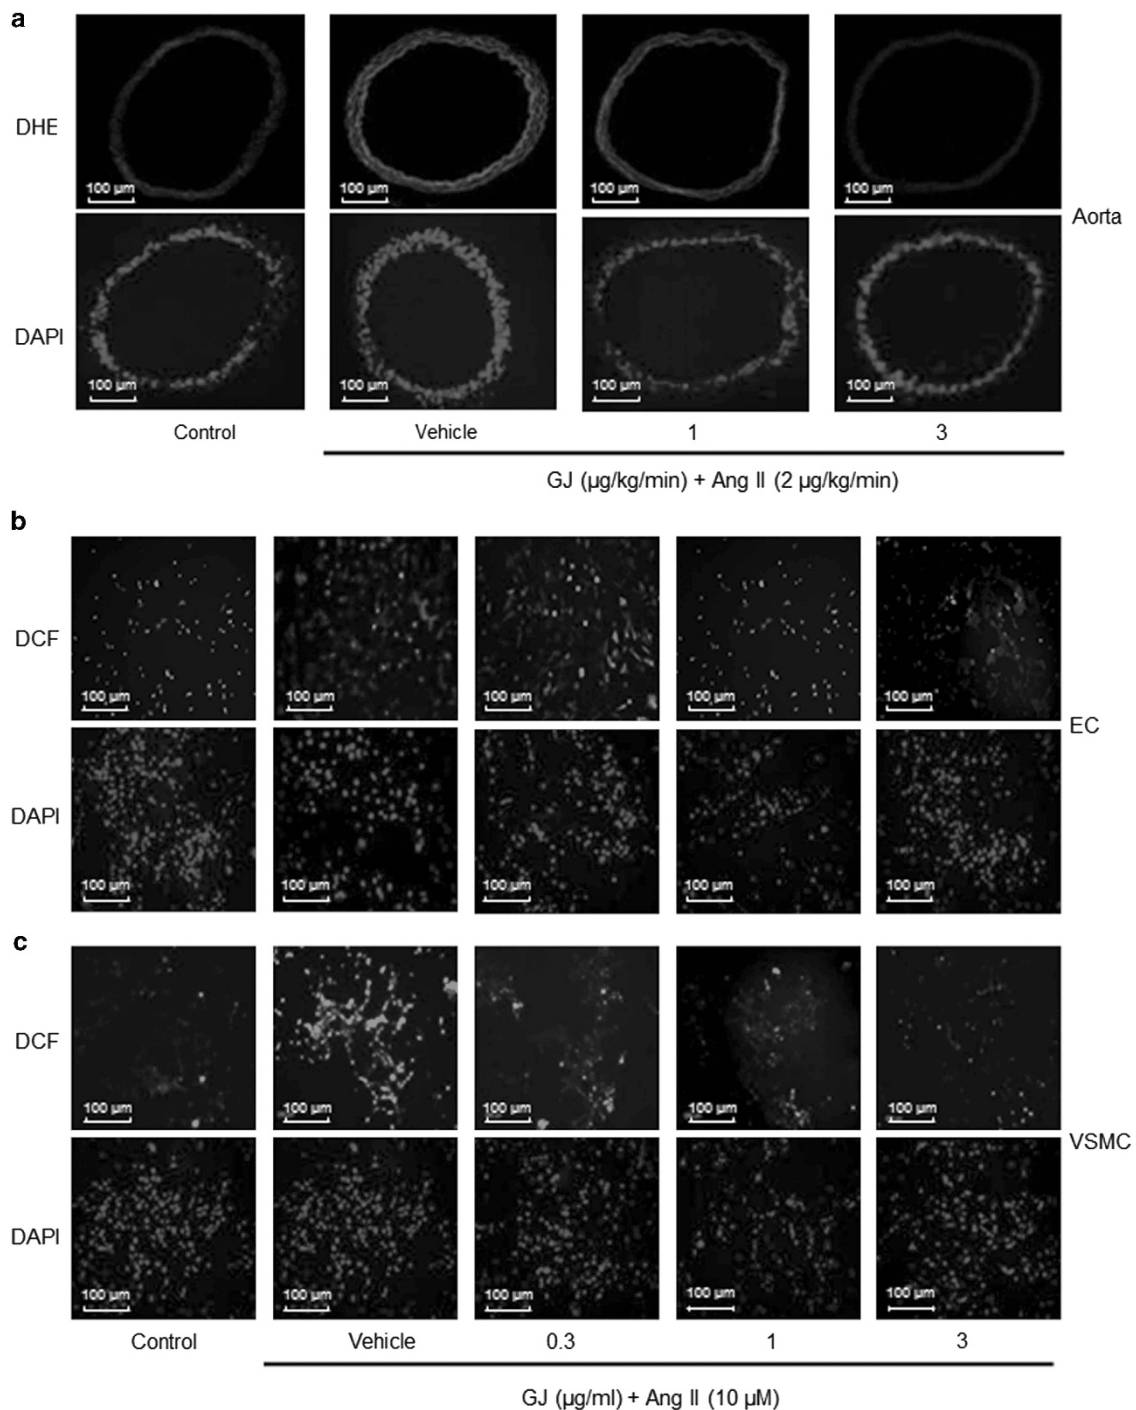 a
DHE
100 µm 100 µm 100 µm 100 µm
Aorta
DAPI
100 µm 100 µm 100 µm 100 µm
Control Vehicle 1 3
GJ (µg/kg/min) + Ang II (2 µg/kg/min)
b
DCF
100 µm 100 µm 100 µm 100 µm 100 µm
EC
DAPI
100 µm 100 µm 100 µm 100 µm 100 µm
c
DCF
100 µm 100 µm 100 µm 100 µm 100 µm
VSMC
DAPI
100 µm 100 µm 100 µm 100 µm 100 µm
Control Vehicle 0.3 1 3
GJ (µg/ml) + Ang II (10 µM)